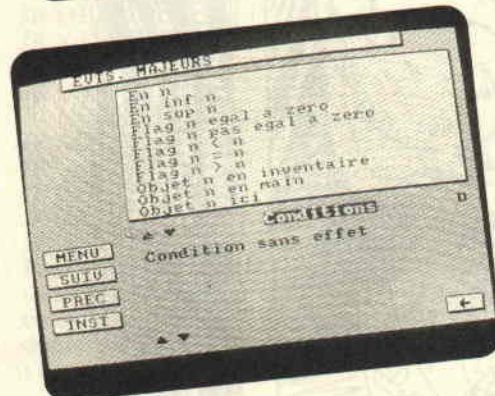 EVTS. MAJEURS
En n
En inf n
En sup n
Flag n egal a zero
Flag n pas egal a zero
Flag n < n
Flag n = n
Flag n > n
Objet n en inventaire
Objet n en main
Objet n ici
Conditions
D
Condition sans effet
MENU
SUIV
PREC
INST
←